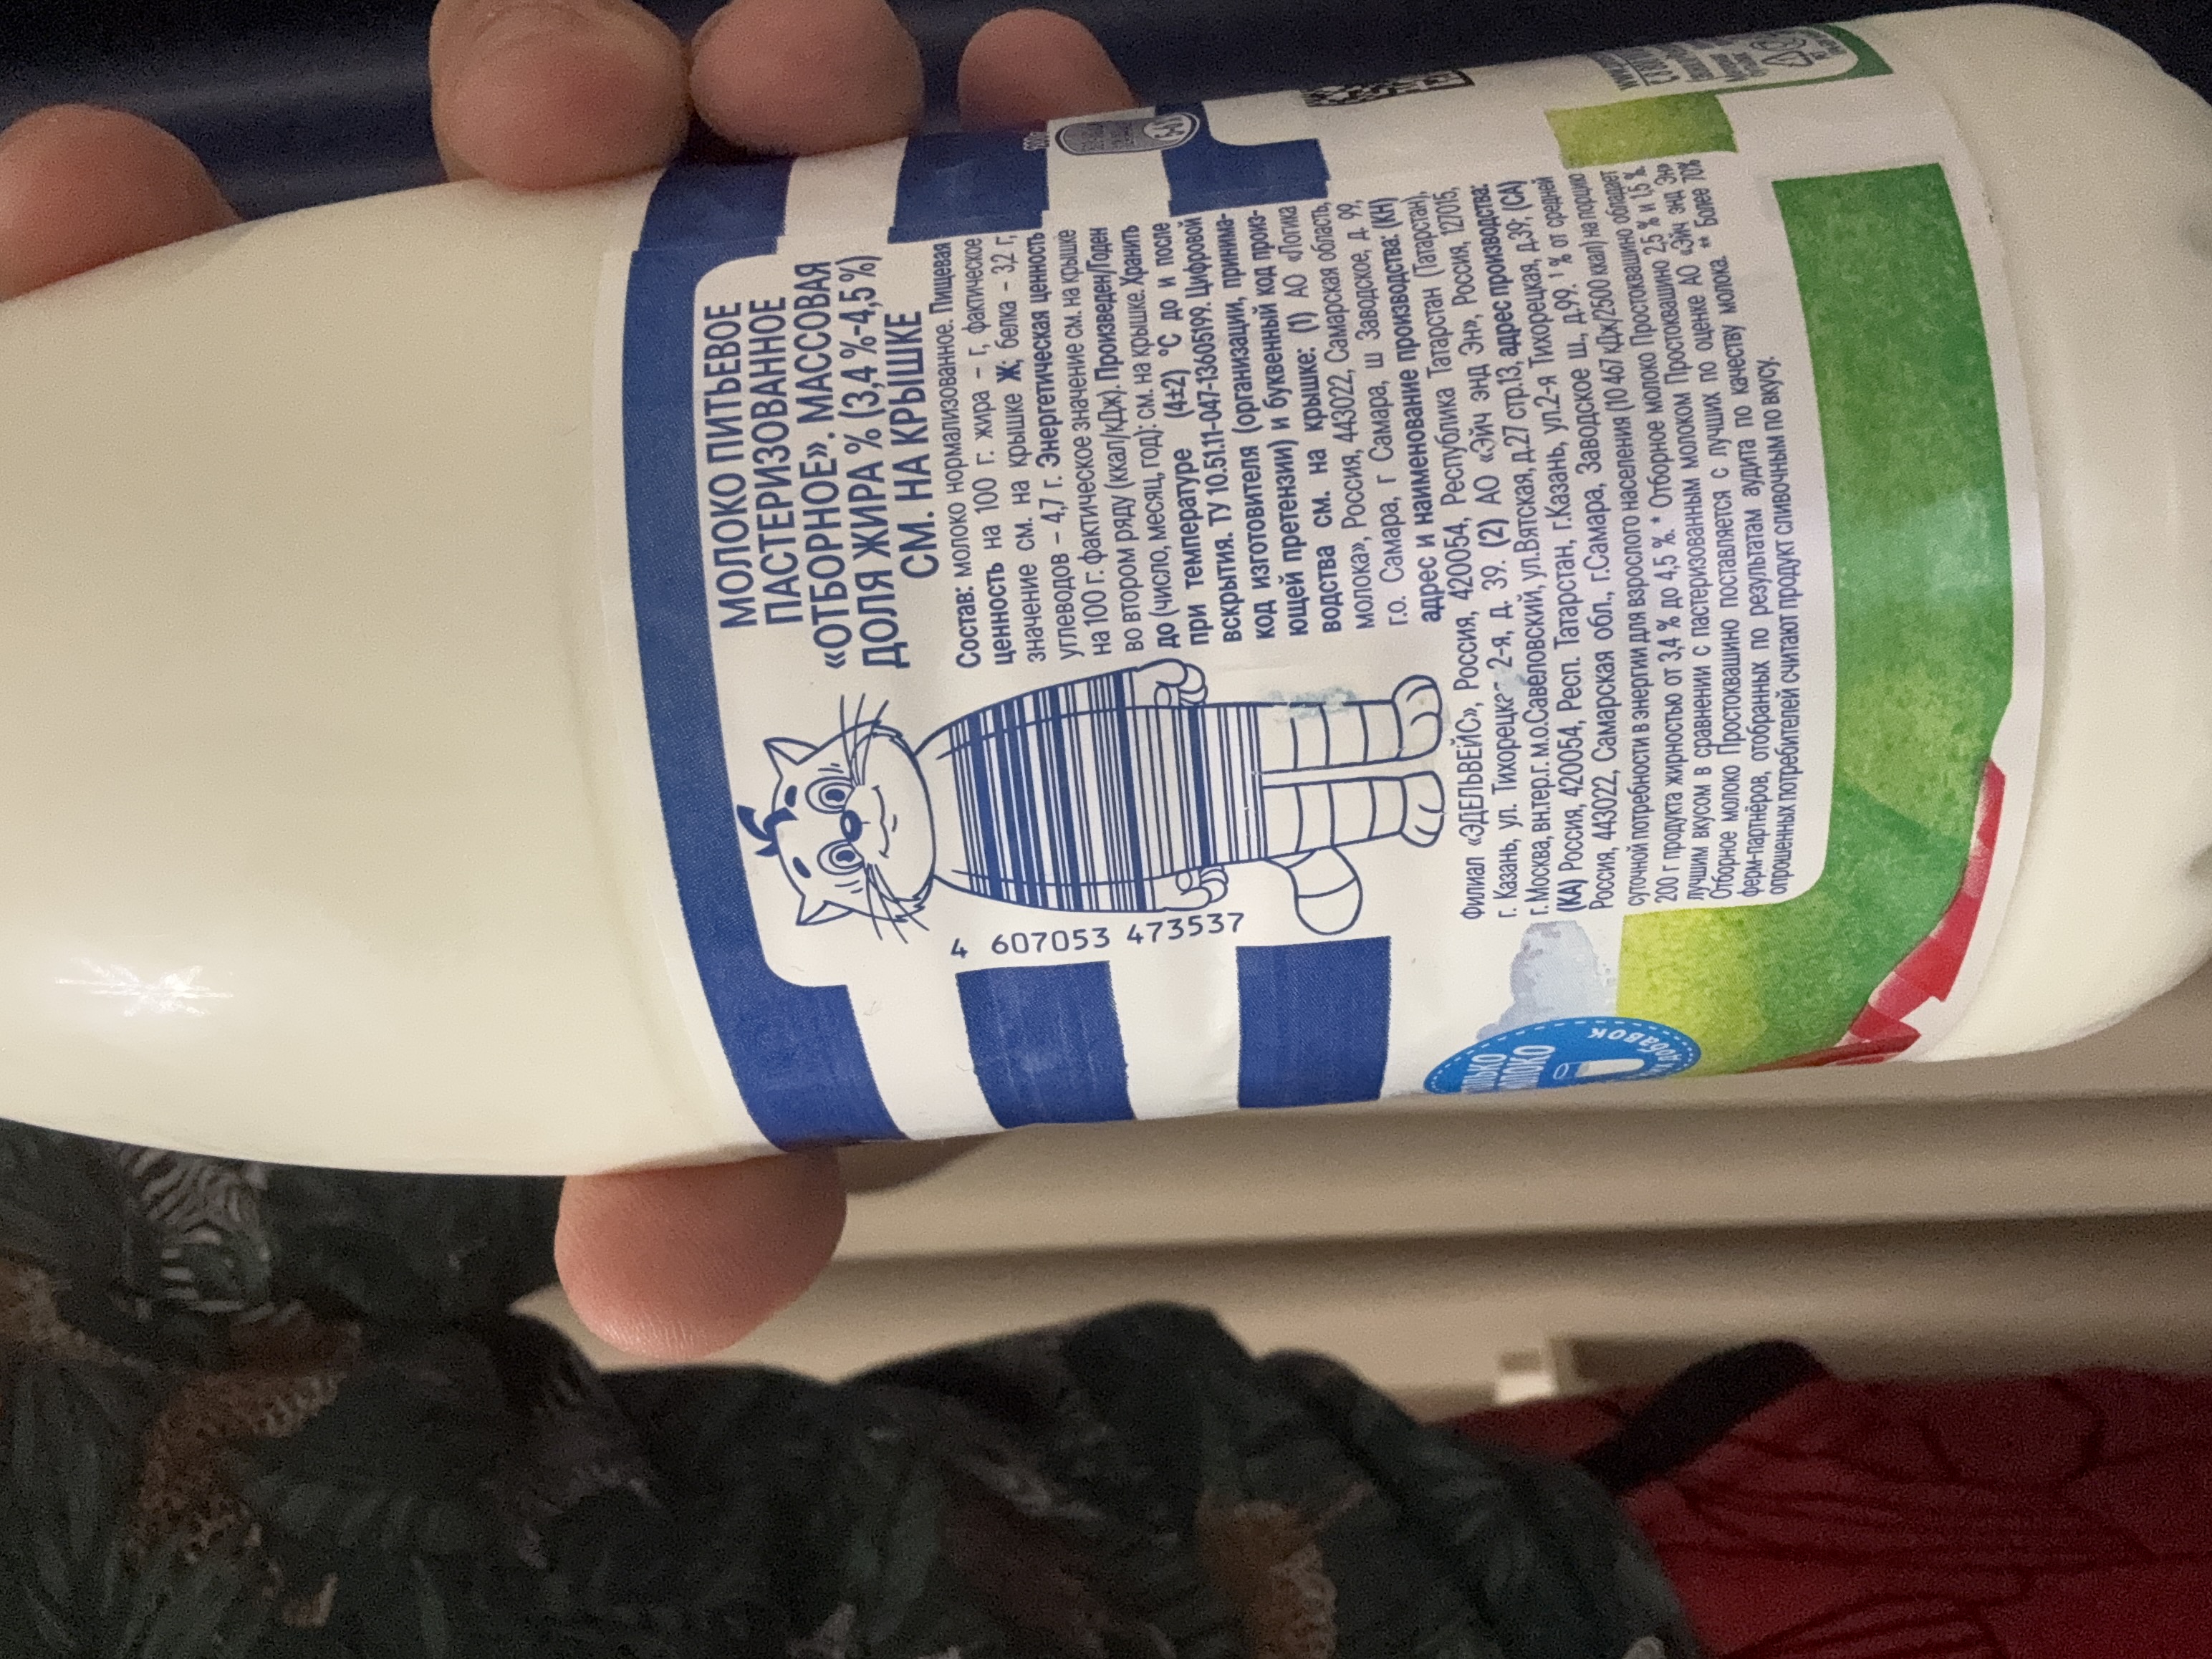 МОЛОКО ПИТЬЕВОЕ
ПАСТЕРИЗОВАННОЕ
«ОТБОРНОЕ». МАССОВАЯ
ДОЛЯ ЖИРА % (3,4 %-4,5 %)
СМ. НА КРЫШКЕ
Состав: молоко нормализованное. Пищевая
ценность на 100 г: жира – г, фактическое
значение см. на крышке Ж; белка – 3,2 г,
углеводов – 4,7 г. Энергетическая ценность
на 100 г: фактическое значение см. на крышке
во втором ряду (ккал/кДж). Произведен/Годен
до (число, месяц, год): см. на крышке. Хранить
при температуре (4±2) °С до и после
вскрытия. ТУ 10.51.11-047-13605199. Цифровой
код изготовителя (организации, принима-
ющей претензии) и буквенный код произ-
водства см. на крышке: (1) АО «Логика
молока», Россия, 443022, Самарская область,
г.о. Самара, г Самара, ш Заводское, д. 99,
адрес и наименование производства: (КН)
Филиал «ЭДЕЛЬВЕЙС», Россия, 420054, Республика Татарстан (Татарстан),
г. Казань, ул. Тихорецкая 2-я, д. 39. (2) АО «Эйч энд Эн», Россия, 127015,
г. Москва, вн.тер.г. м.о.Савёловский, ул.Вятская, д.27 стр.13, адрес производства:
(КА) Россия, 420054, Респ. Татарстан, г.Казань, ул.2-я Тихорецкая, д.39; (СА)
Россия, 443022, Самарская обл., г.Самара, Заводское ш., д.99. ¹ % от средней
суточной потребности в энергии для взрослого населения (10 467 кДж/2500 ккал) на порцию
200 г продукта жирностью от 3,4 % до 4,5 %. * Отборное молоко Простоквашино обладает
лучшим вкусом в сравнении с пастеризованным молоком Простоквашино 2,5 % и 1,5 %.
Отборное молоко Простоквашино поставляется с лучших по оценке АО «Эйч энд Эн»
ферм-партнёров, отобранных по результатам аудита по качеству молока. ** Более 70%
опрошенных потребителей считают продукт сливочным по вкусу.
4 607053 473537